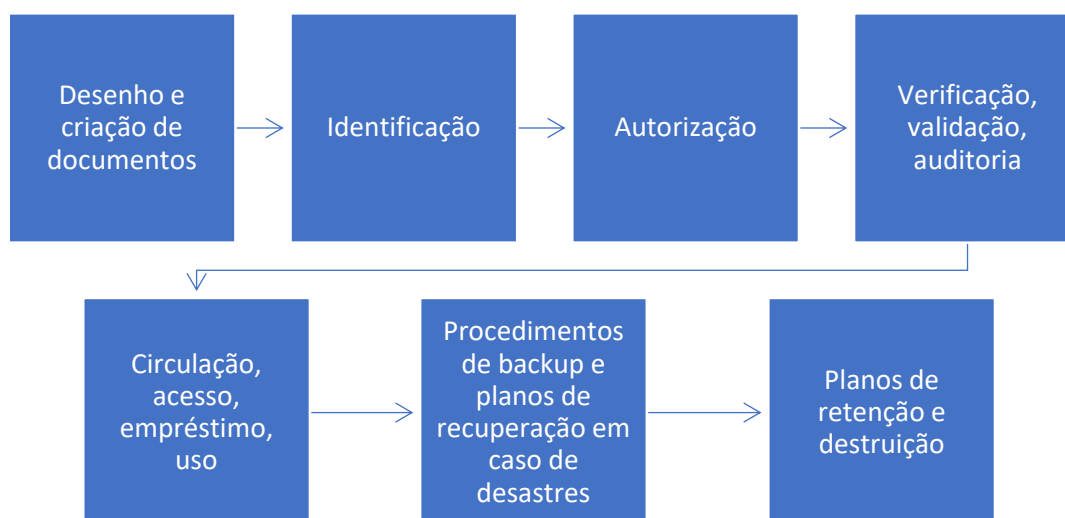 Desenho e
criação de
documentos
Identificação
Autorização
Verificação,
validação,
auditoria
Circulação,
acesso,
empréstimo,
uso
Procedimentos
de backup e
planos de
recuperação em
caso de
desastres
Planos de
retenção e
destruição